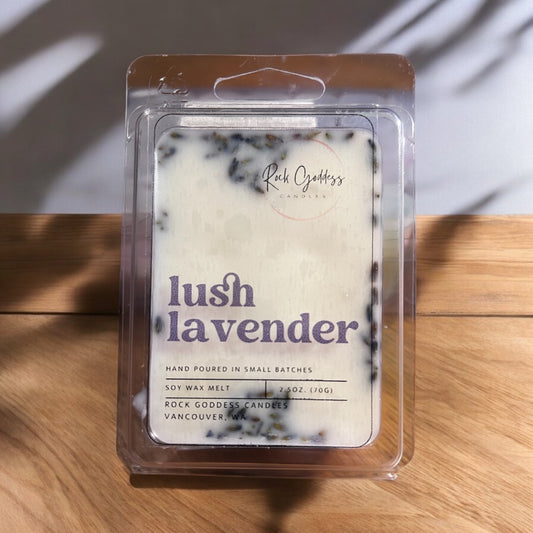 Rock Goddess
CANDLES
lush
lavender
HAND POURED IN SMALL BATCHES
SOY WAX MELT
2.5OZ. (70G)
ROCK GODDESS CANDLES
VANCOUVER, WA